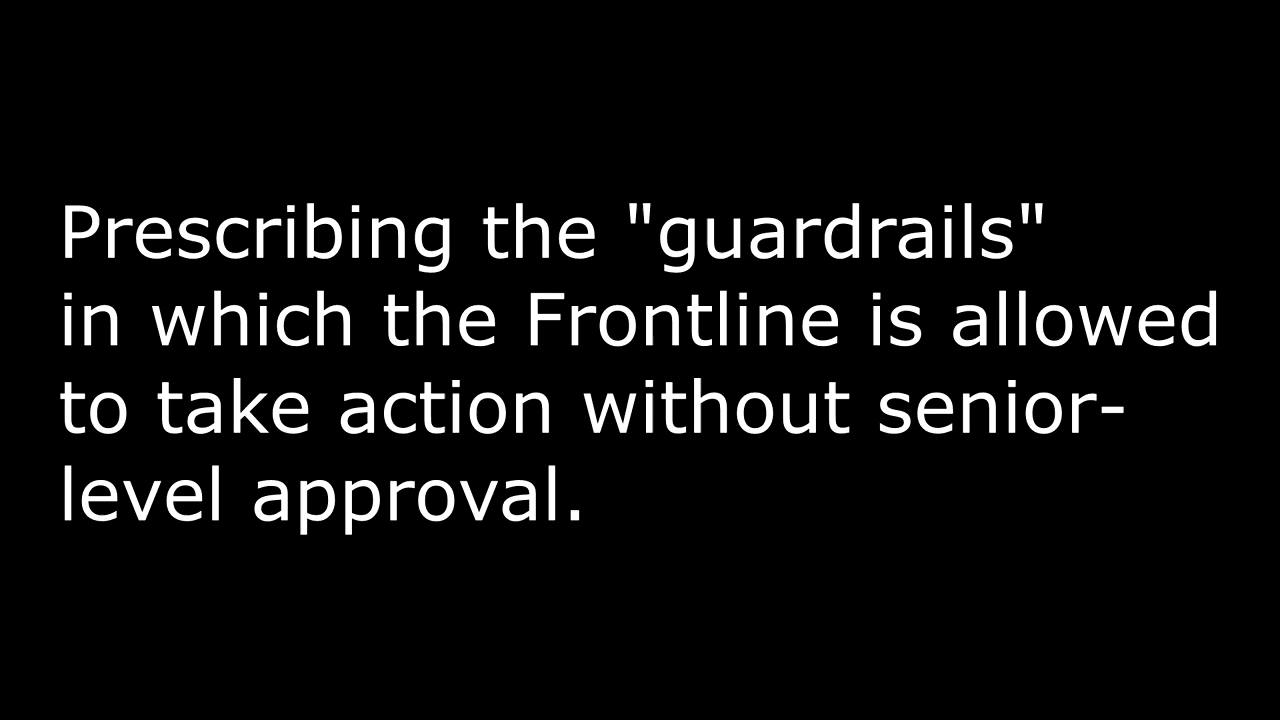 Prescribing the "guardrails"
in which the Frontline is allowed
to take action without senior-
level approval.